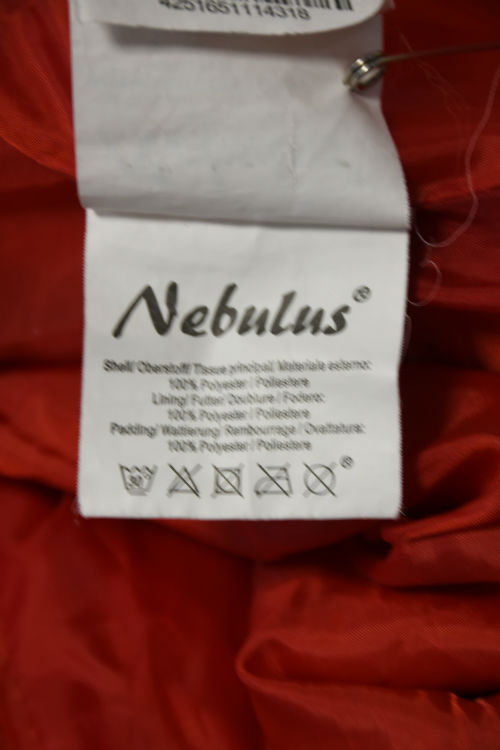 4251651114318
Nebulus®
Shell/ Oberstoff/ Tissue principal/ Materiale esterno:
100% Polyester / Poliestere
Lining/ Futter Doublure / Fodera:
100% Polyester / Poliestere
Padding/ Wattierung/ Rembourrage / Ovattatura:
100% Polyester / Poliestere
30° ®